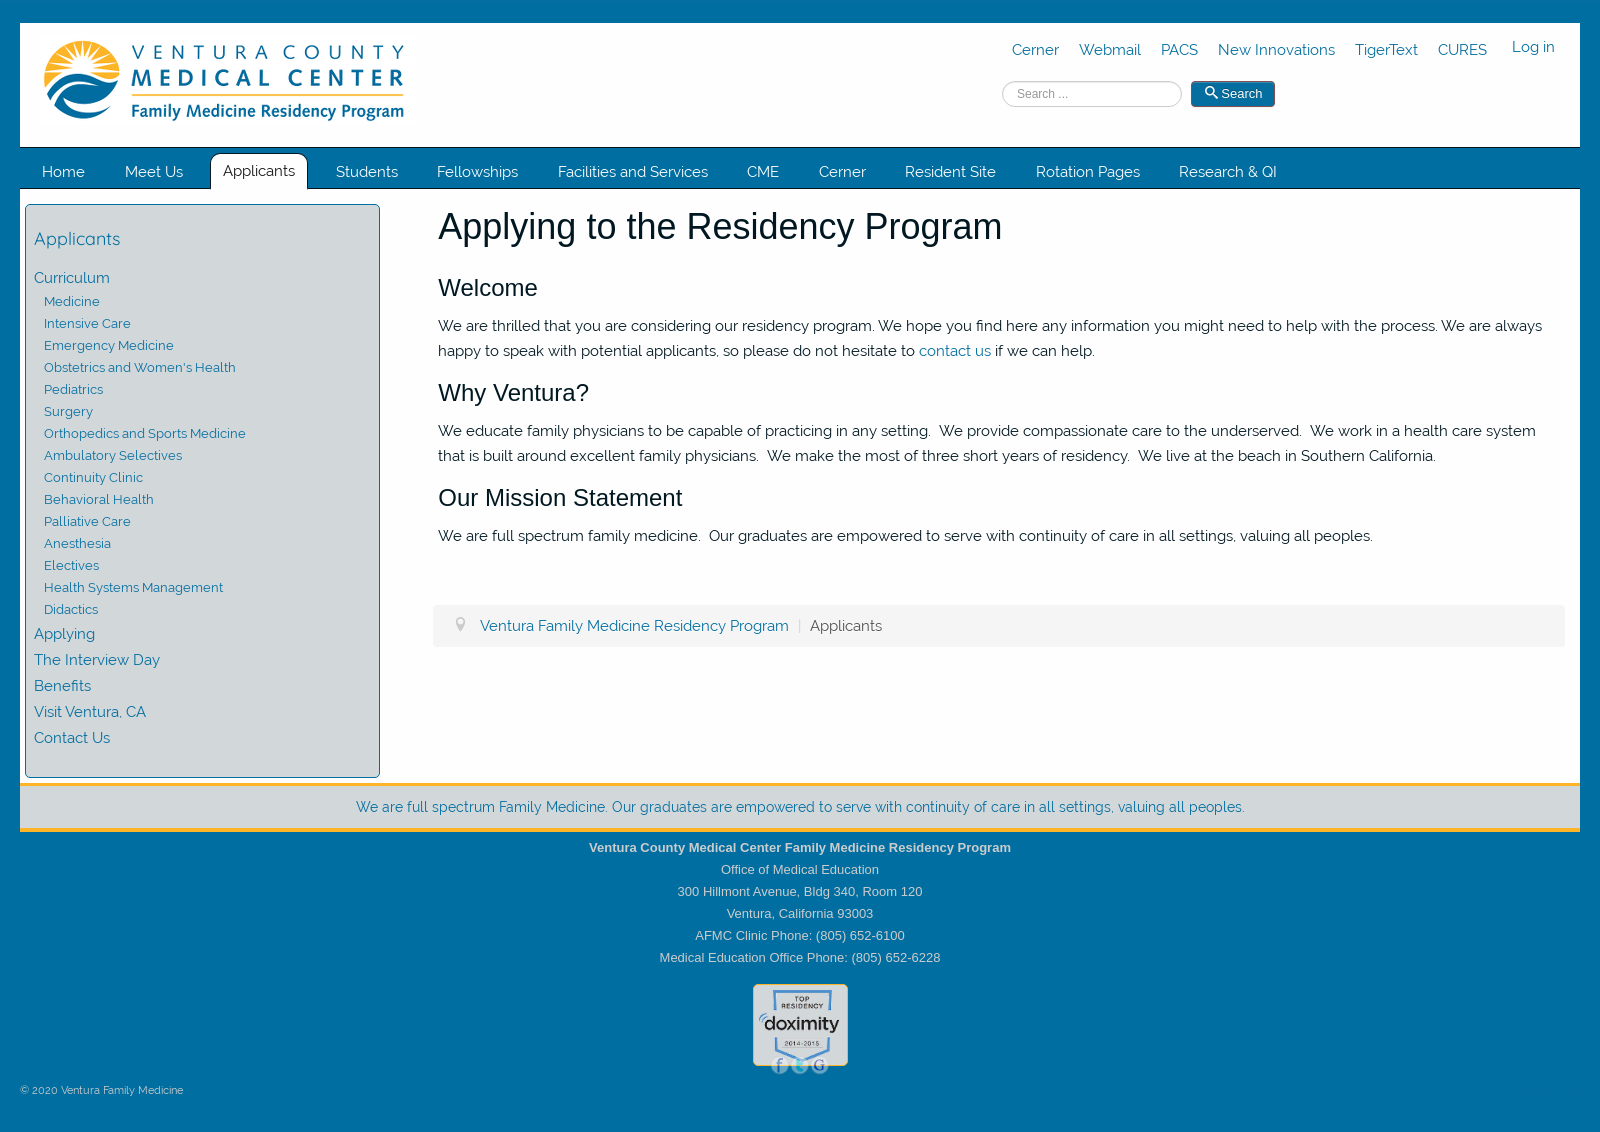 VENTURA COUNTY
MEDICAL CENTER
Family Medicine Residency Program
Cerner Webmail PACS New Innovations TigerText CURES Log in
Search ... Search
Home Meet Us Applicants Students Fellowships Facilities and Services CME Cerner Resident Site Rotation Pages Research & QI
Applicants
Curriculum
Medicine
Intensive Care
Emergency Medicine
Obstetrics and Women's Health
Pediatrics
Surgery
Orthopedics and Sports Medicine
Ambulatory Selectives
Continuity Clinic
Behavioral Health
Palliative Care
Anesthesia
Electives
Health Systems Management
Didactics
Applying
The Interview Day
Benefits
Visit Ventura, CA
Contact Us
Applying to the Residency Program
Welcome
We are thrilled that you are considering our residency program. We hope you find here any information you might need to help with the process. We are always
happy to speak with potential applicants, so please do not hesitate to contact us if we can help.
Why Ventura?
We educate family physicians to be capable of practicing in any setting.  We provide compassionate care to the underserved.  We work in a health care system
that is built around excellent family physicians.  We make the most of three short years of residency.  We live at the beach in Southern California.
Our Mission Statement
We are full spectrum family medicine.  Our graduates are empowered to serve with continuity of care in all settings, valuing all peoples.
Ventura Family Medicine Residency Program | Applicants
We are full spectrum Family Medicine. Our graduates are empowered to serve with continuity of care in all settings, valuing all peoples.
Ventura County Medical Center Family Medicine Residency Program
Office of Medical Education
300 Hillmont Avenue, Bldg 340, Room 120
Ventura, California 93003
AFMC Clinic Phone: (805) 652-6100
Medical Education Office Phone: (805) 652-6228
TOP
RESIDENCY
doximity
2014-2015
f t G
© 2020 Ventura Family Medicine